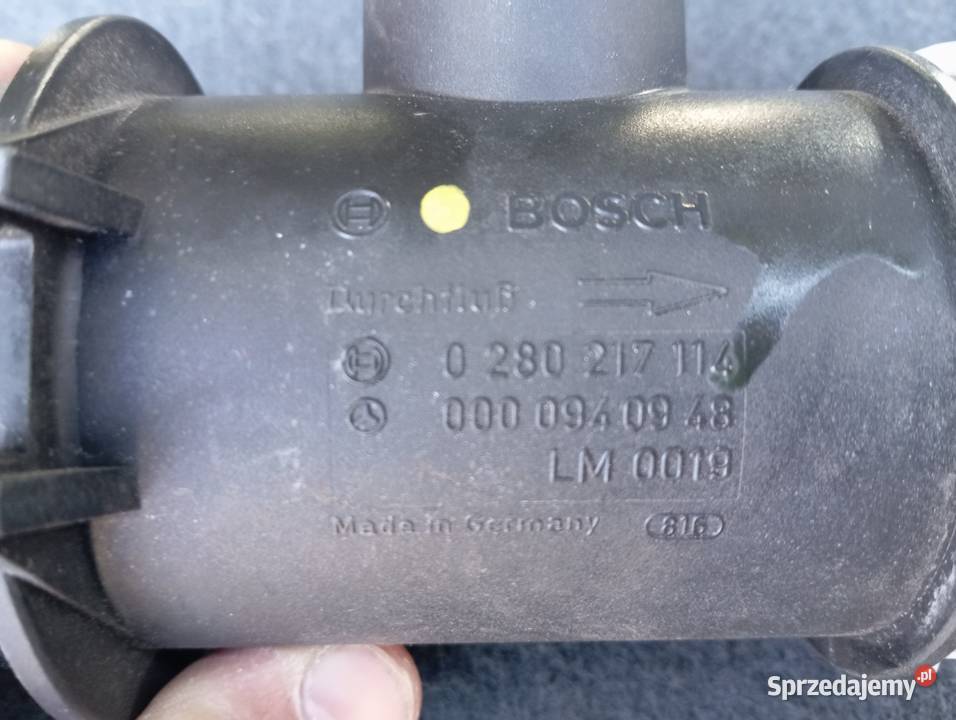 BOSCH
Durchfluß
0 280 217 114
000 094 09 48
LM 0019
Made in Germany 816
Sprzedajemy.pl